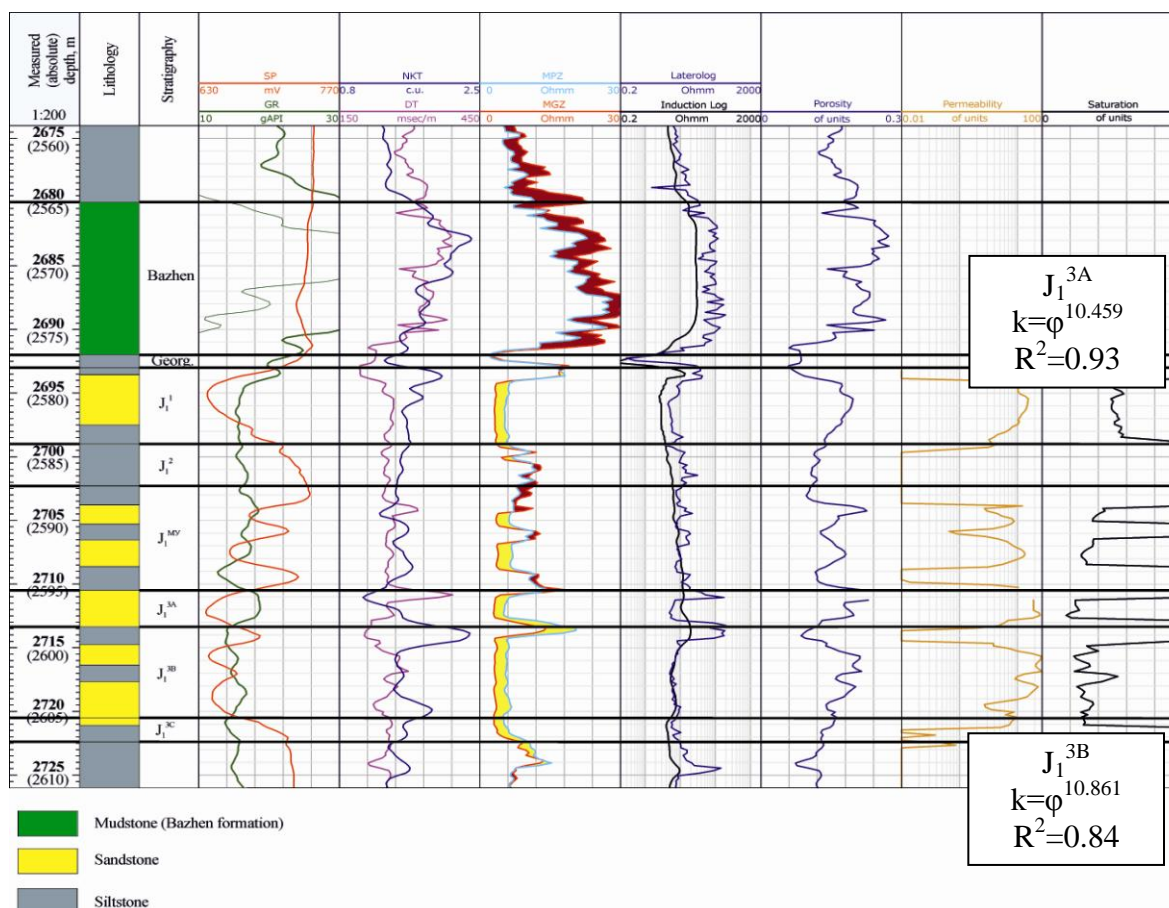 Measured
(absolute)
depth, m
Lithology
Stratigraphy
1:200
SP
630 mV 770
GR
10 gAPI 30
NKT
0.8 c.u. 2.5
DT
150 msec/m 450
MPZ
0 Ohmm 30
MGZ
0 Ohmm 30
Laterolog
0.2 Ohmm 2000
Induction Log
0.2 Ohmm 2000
Porosity
0 of units 0.3
Permeability
0.01 of units 100
Saturation
0 of units
2675
(2560)
2680
(2565)
2685
(2570)
2690
(2575)
2695
(2580)
2700
(2585)
2705
(2590)
2710
(2595)
2715
(2600)
2720
(2605)
2725
(2610)
Bazhen
Georg.
J₁¹
J₁²
J₁ᴹʸ
J₁³ᴬ
J₁³ᴮ
J₁³ᶜ
J₁³ᴬ
k=φ¹⁰·⁴⁵⁹
R²=0.93
J₁³ᴮ
k=φ¹⁰·⁸⁶¹
R²=0.84
Mudstone (Bazhen formation)
Sandstone
Siltstone